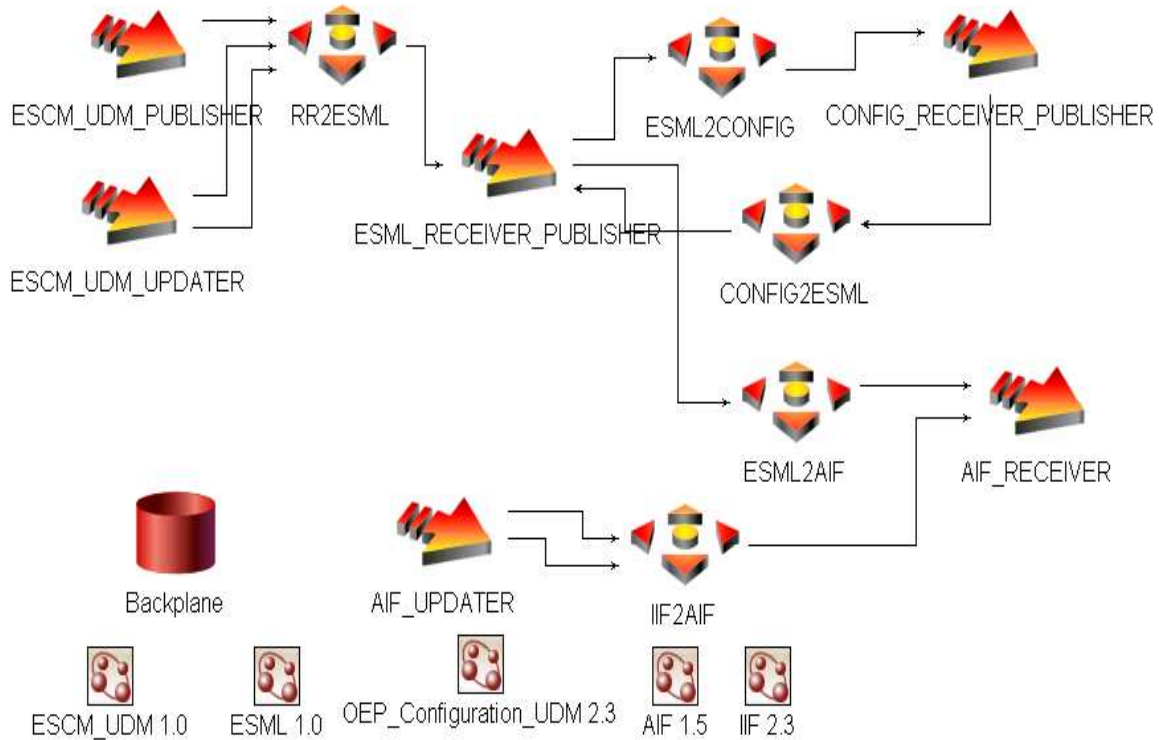 ESCM_UDM_PUBLISHER
RR2ESML
ESML2CONFIG
CONFIG_RECEIVER_PUBLISHER
ESCM_UDM_UPDATER
ESML_RECEIVER_PUBLISHER
CONFIG2ESML
ESML2AIF
AIF_RECEIVER
Backplane
AIF_UPDATER
IIF2AIF
ESCM_UDM 1.0
ESML 1.0
OEP_Configuration_UDM 2.3
AIF 1.5
IIF 2.3